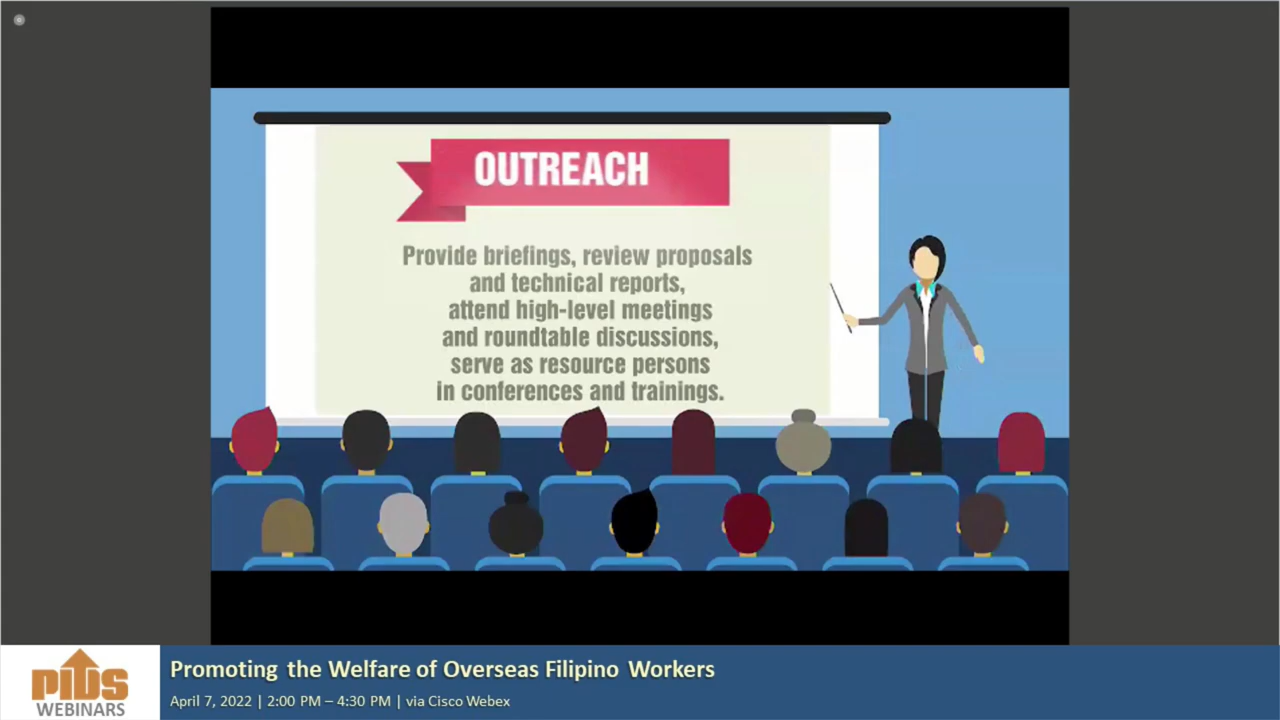 OUTREACH
Provide briefings, review proposals
and technical reports,
attend high-level meetings
and roundtable discussions,
serve as resource persons
in conferences and trainings.
PIDS
WEBINARS
Promoting the Welfare of Overseas Filipino Workers
April 7, 2022 | 2:00 PM – 4:30 PM | via Cisco Webex